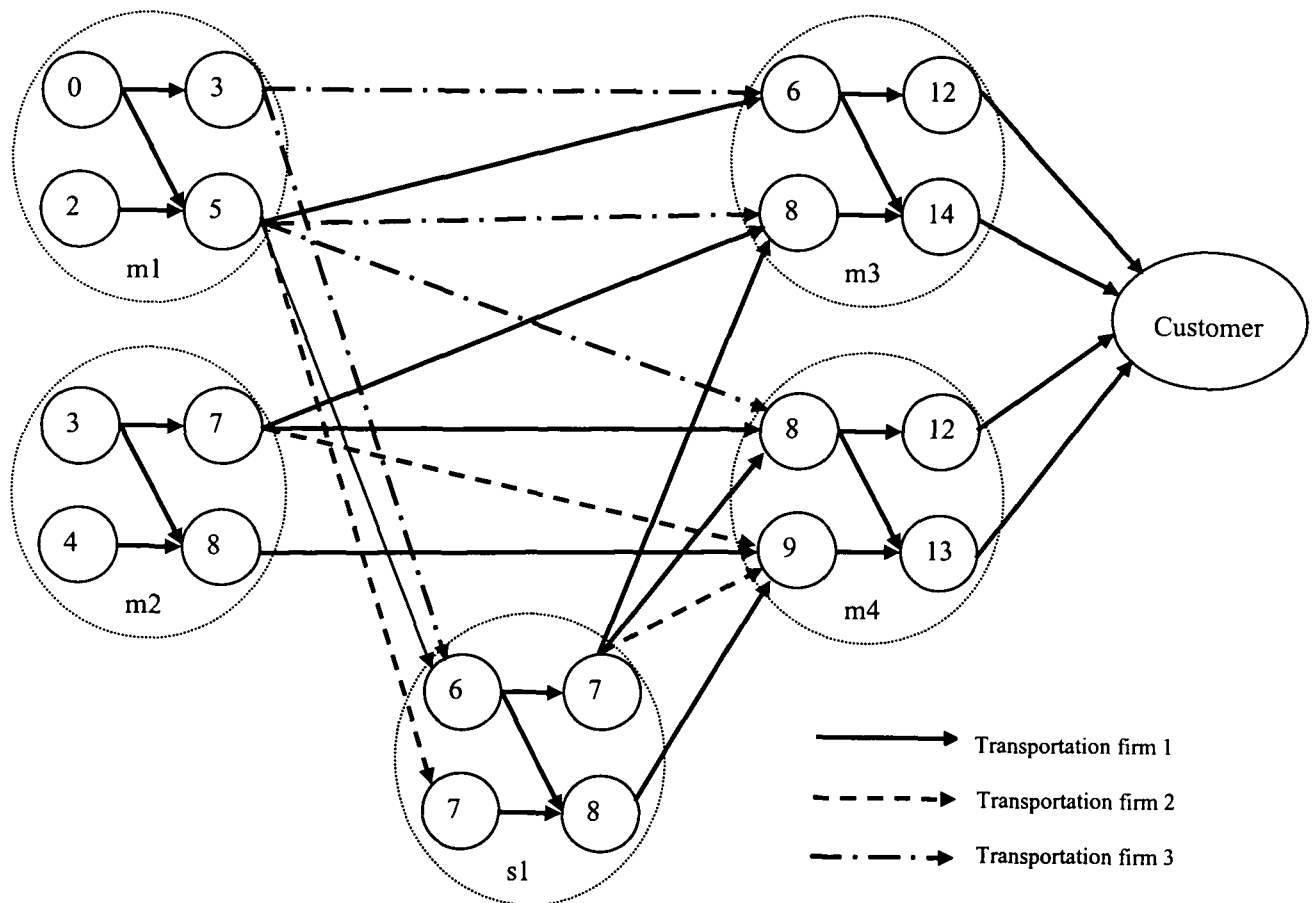 0 3
2 5
m1
3 7
4 8
m2
6 7
7 8
s1
6 12
8 14
m3
8 12
9 13
m4
Customer
Transportation firm 1
Transportation firm 2
Transportation firm 3